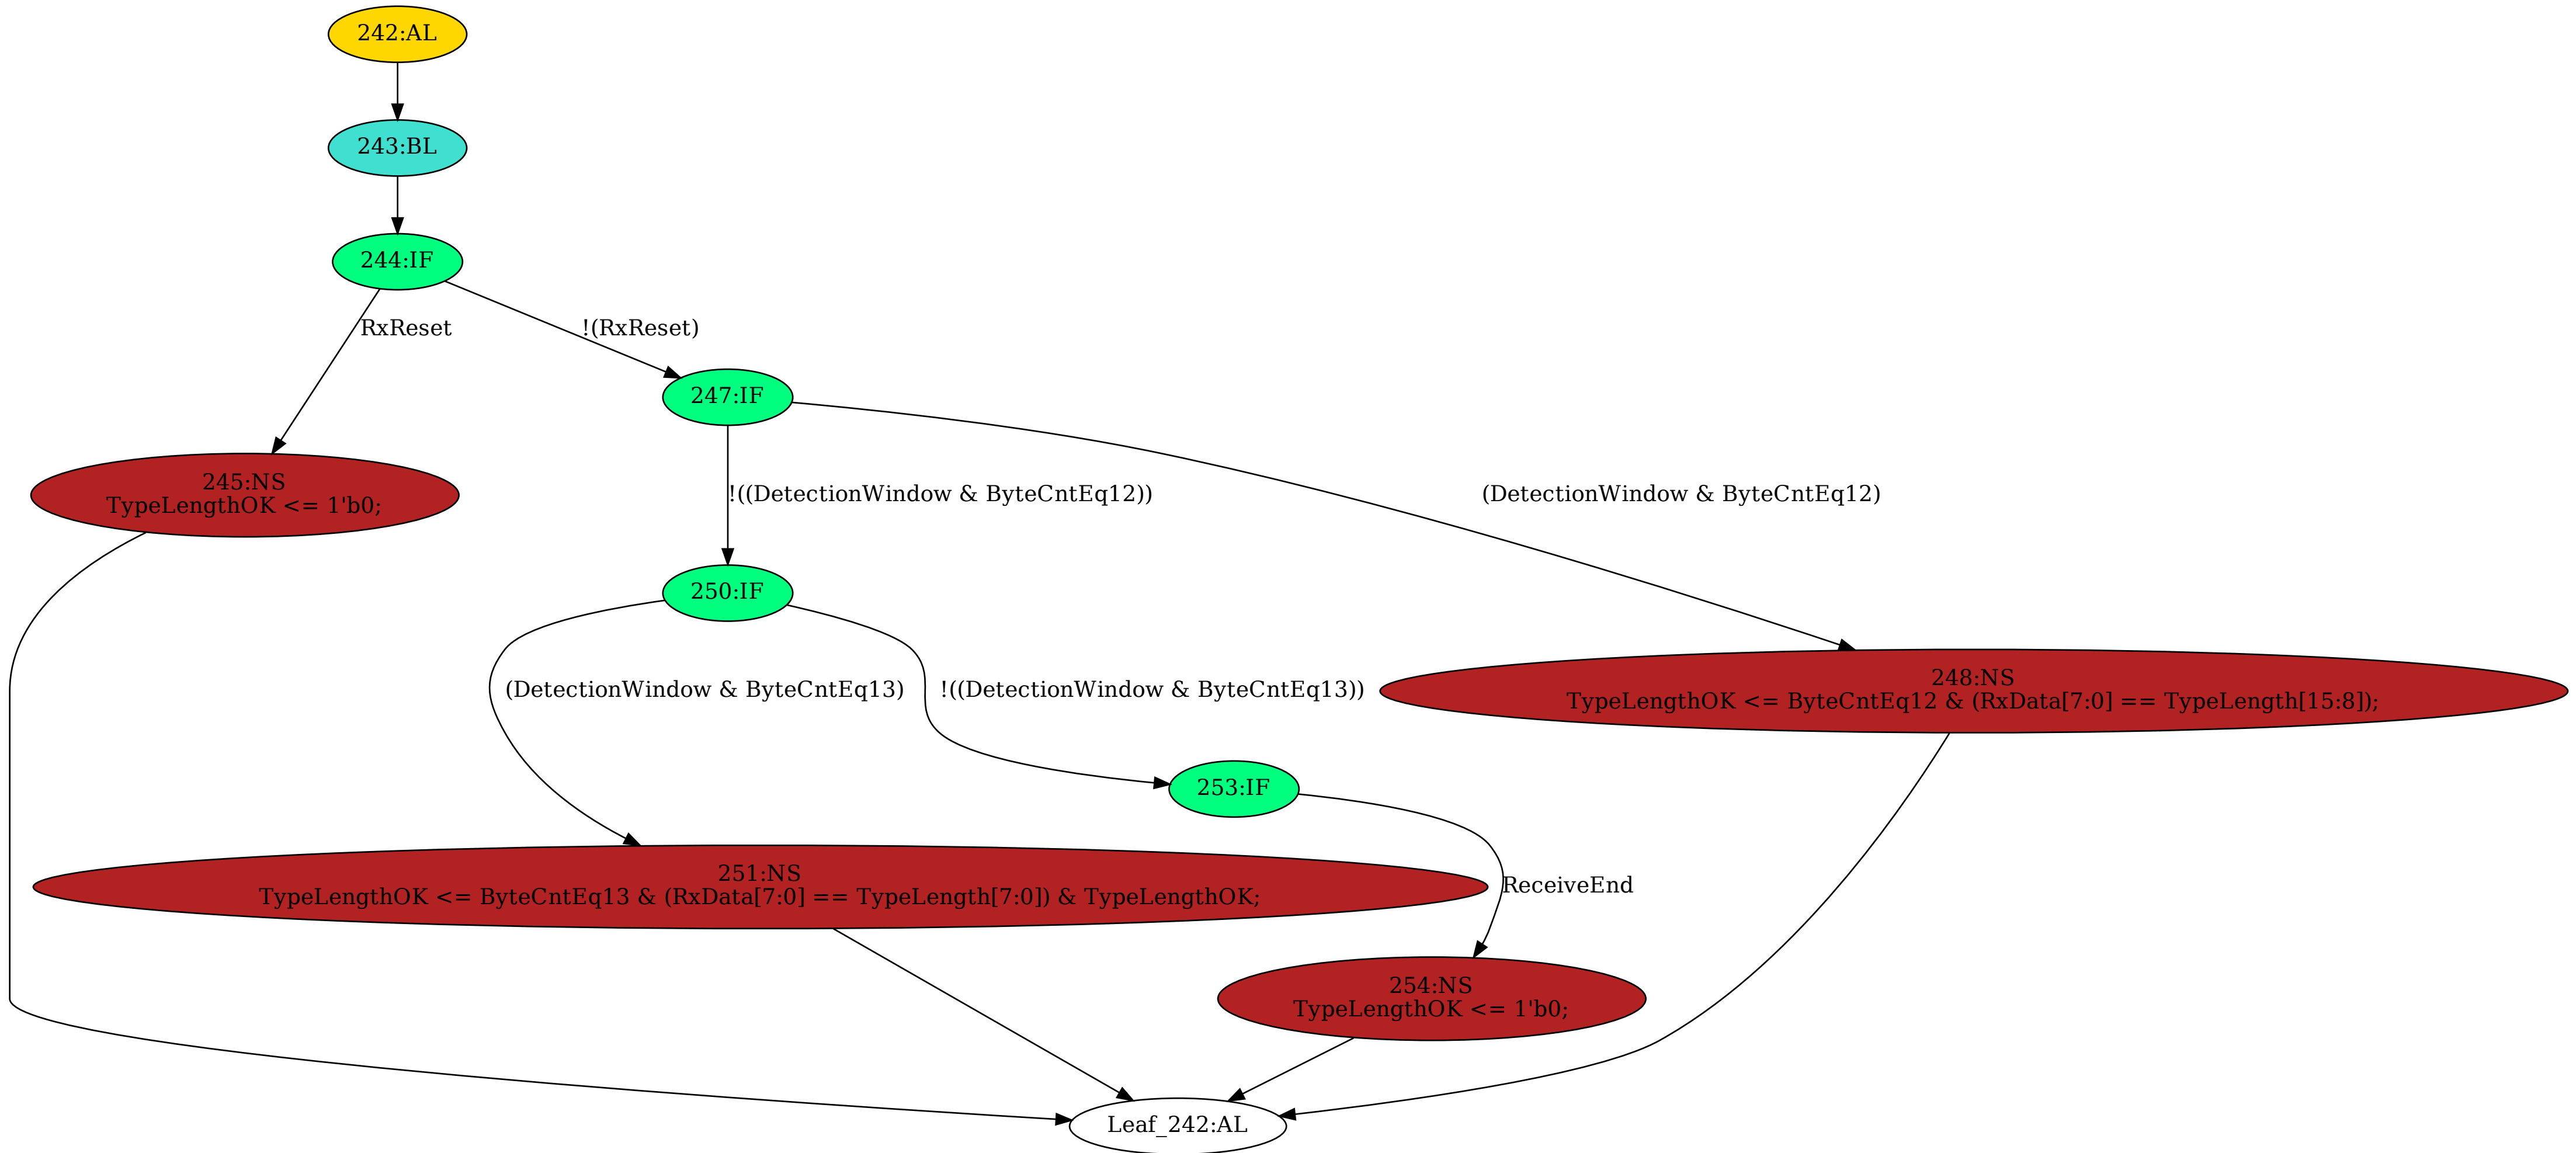 242:AL
243:BL
244:IF
RxReset
!(RxReset)
247:IF
245:NS
TypeLengthOK <= 1'b0;
!((DetectionWindow & ByteCntEq12))
(DetectionWindow & ByteCntEq12)
250:IF
(DetectionWindow & ByteCntEq13)
!((DetectionWindow & ByteCntEq13))
248:NS
TypeLengthOK <= ByteCntEq12 & (RxData[7:0] == TypeLength[15:8]);
253:IF
251:NS
TypeLengthOK <= ByteCntEq13 & (RxData[7:0] == TypeLength[7:0]) & TypeLengthOK;
ReceiveEnd
254:NS
TypeLengthOK <= 1'b0;
Leaf_242:AL